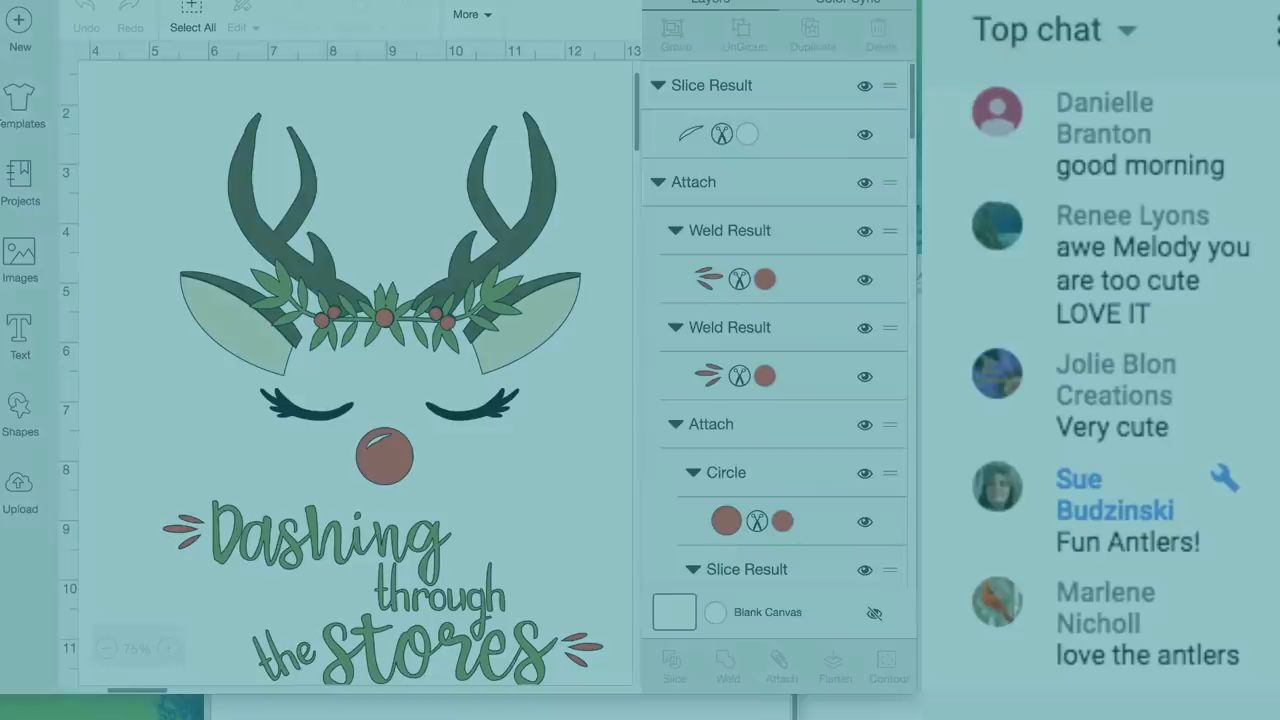 New
Templates
Projects
Images
Text
Shapes
Upload
Undo
Redo
Select All
Edit
More
4
5
6
7
8
9
10
11
12
13
2
3
4
5
6
7
8
9
10
11
Dashing
through
the stores
75%
Layers
Color Sync
Group
UnGroup
Duplicate
Delete
Slice Result
Attach
Weld Result
Weld Result
Attach
Circle
Slice Result
Blank Canvas
Slice
Weld
Attach
Flatten
Contour
Top chat
Danielle
Branton
good morning
Renee Lyons
awe Melody you
are too cute
LOVE IT
Jolie Blon
Creations
Very cute
Sue
Budzinski
Fun Antlers!
Marlene
Nicholl
love the antlers